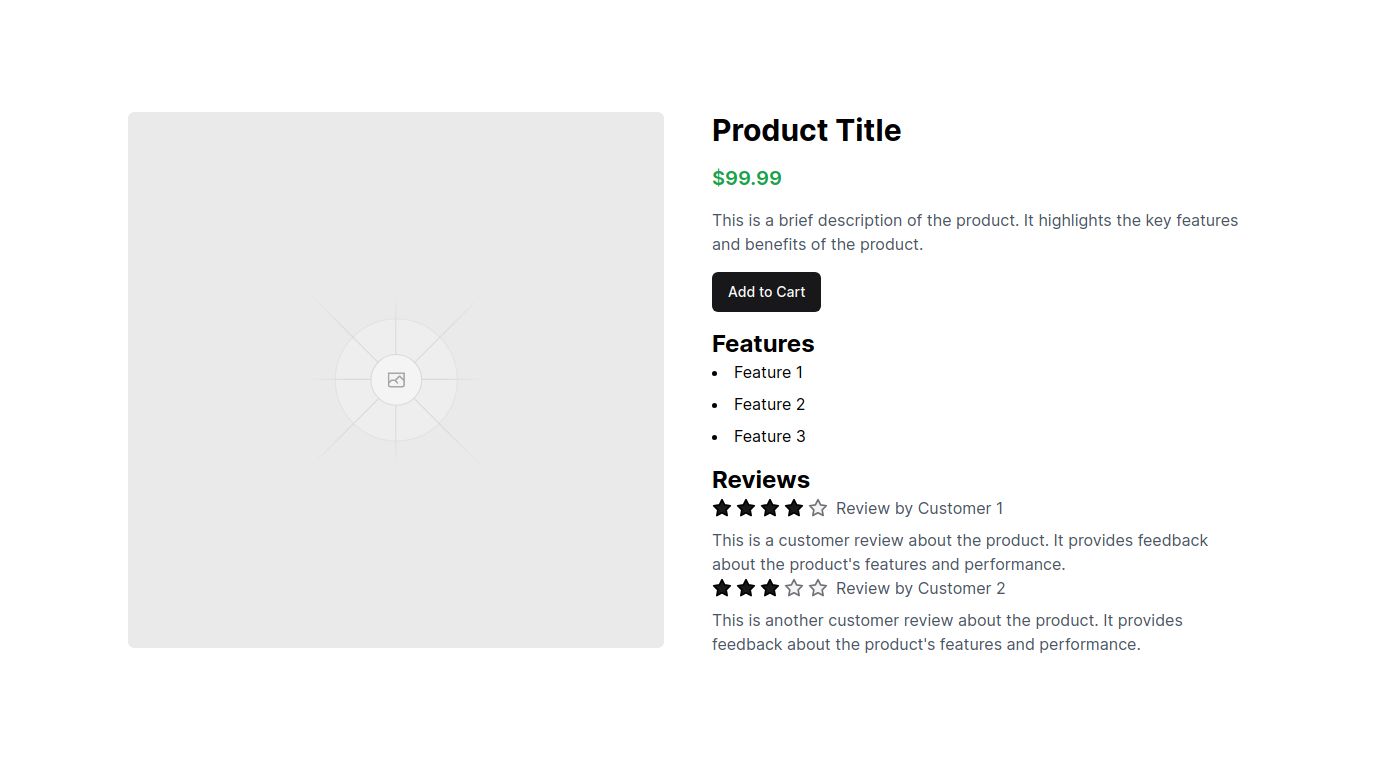 Product Title
$99.99
This is a brief description of the product. It highlights the key features
and benefits of the product.
Add to Cart
Features
Feature 1
Feature 2
Feature 3
Reviews
Review by Customer 1
This is a customer review about the product. It provides feedback
about the product's features and performance.
Review by Customer 2
This is another customer review about the product. It provides
feedback about the product's features and performance.